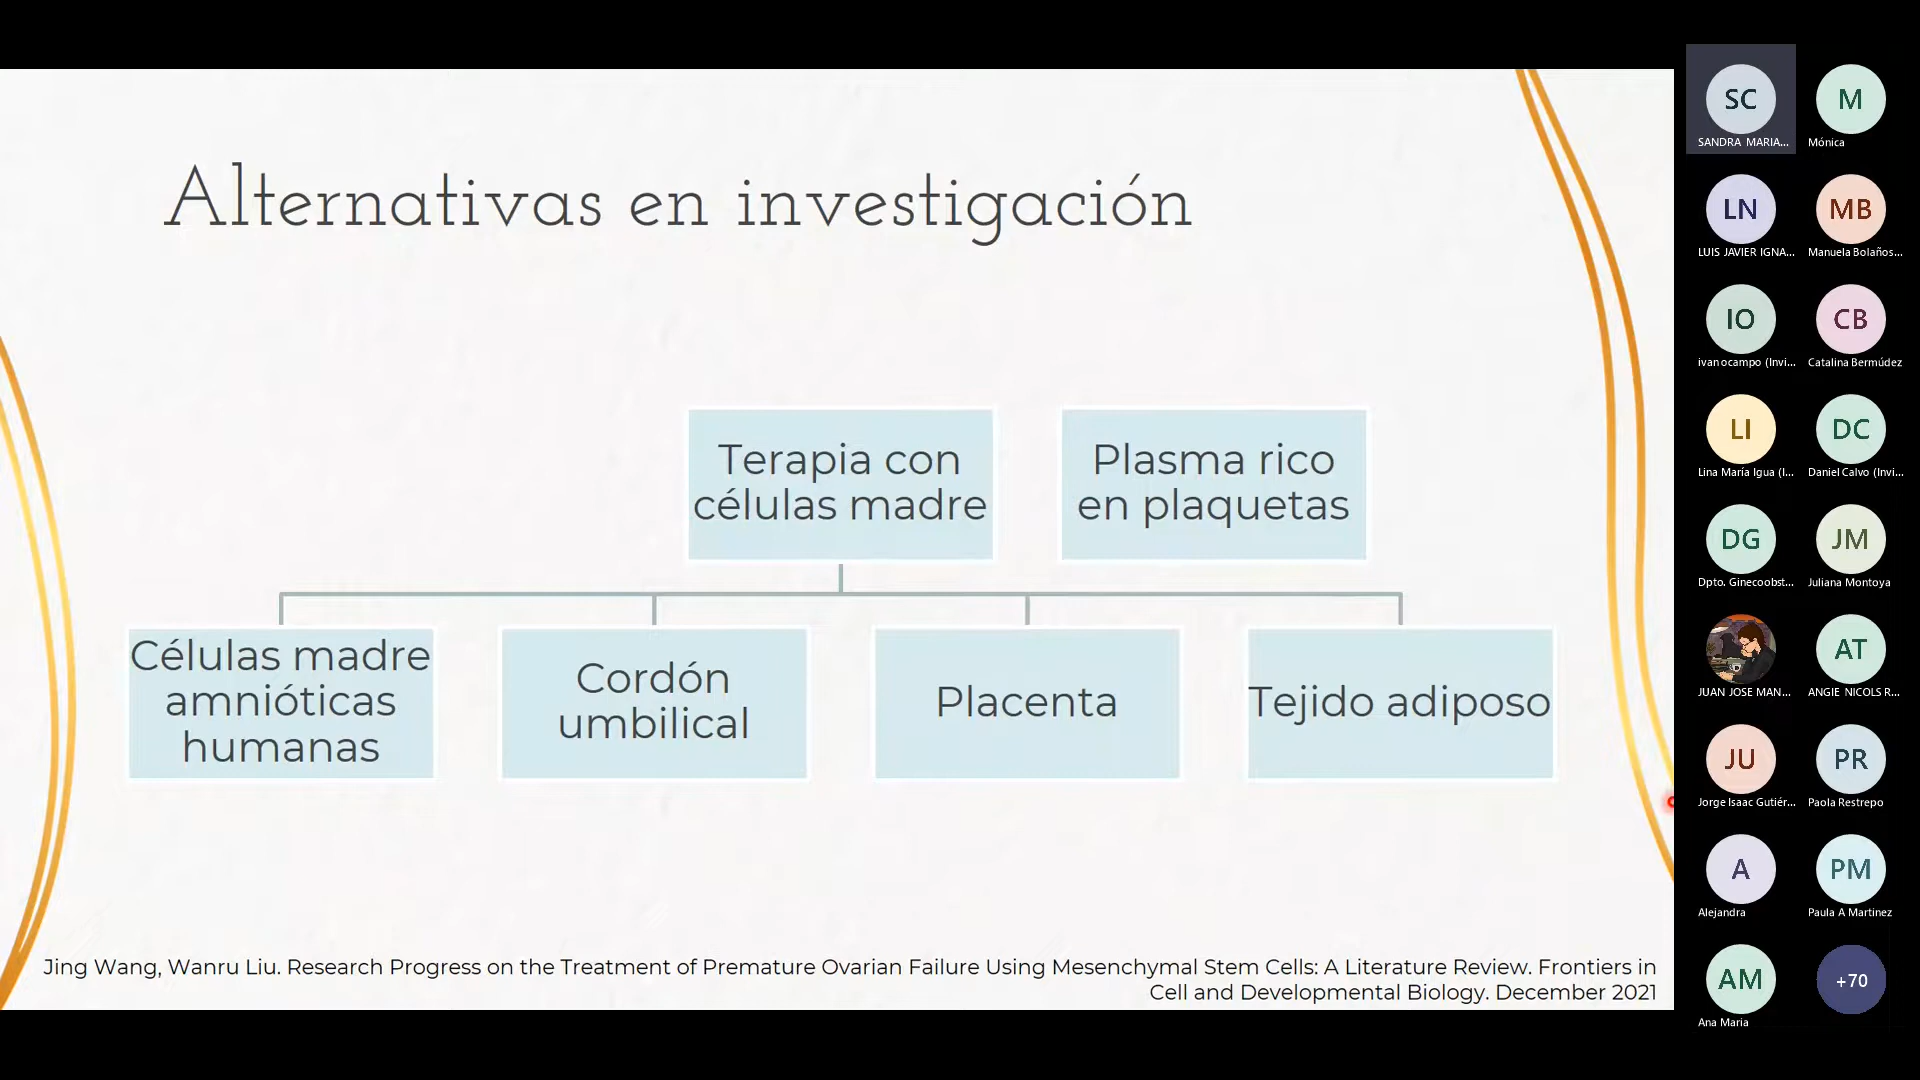 Alternativas en investigación
Terapia con
células madre
Plasma rico
en plaquetas
Células madre
amnióticas
humanas
Cordón
umbilical
Placenta
Tejido adiposo
Jing Wang, Wanru Liu. Research Progress on the Treatment of Premature Ovarian Failure Using Mesenchymal Stem Cells: A Literature Review. Frontiers in
Cell and Developmental Biology. December 2021
SC
SANDRA MARIA...
M
Mónica
LN
LUIS JAVIER IGNA...
MB
Manuela Bolaños...
IO
ivan ocampo (Invi...
CB
Catalina Bermúdez
LI
Lina María Igua (I...
DC
Daniel Calvo (Invi...
DG
Dpto. Ginecoobst...
JM
Juliana Montoya
JUAN JOSE MAN...
AT
ANGIE NICOLS R...
JU
Jorge Isaac Gutiér...
PR
Paola Restrepo
A
Alejandra
PM
Paula A Martinez
AM
Ana Maria
+70